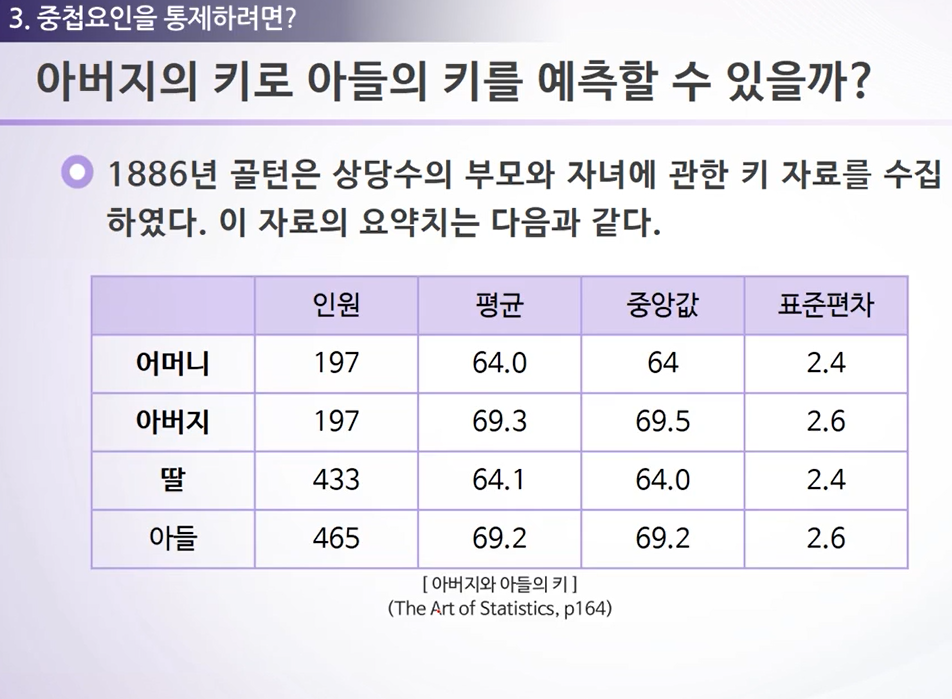 3. 중첩요인을 통제하려면?
아버지의 키로 아들의 키를 예측할 수 있을까?
1886년 골턴은 상당수의 부모와 자녀에 관한 키 자료를 수집
하였다. 이 자료의 요약치는 다음과 같다.
인원 평균 중앙값 표준편차
어머니 197 64.0 64 2.4
아버지 197 69.3 69.5 2.6
딸 433 64.1 64.0 2.4
아들 465 69.2 69.2 2.6
[ 아버지와 아들의 키 ]
(The Art of Statistics, p164)